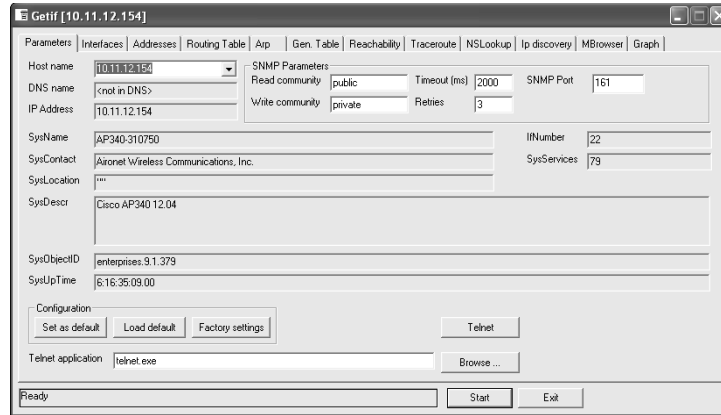 Getif [10.11.12.154]
Parameters Interfaces Addresses Routing Table Arp Gen. Table Reachability Traceroute NSLookup Ip discovery MBrowser Graph
Host name 10.11.12.154
DNS name <not in DNS>
IP Address 10.11.12.154
SNMP Parameters
Read community public Timeout (ms) 2000 SNMP Port 161
Write community private Retries 3
SysName AP340-310750 IfNumber 22
SysContact Aironet Wireless Communications, Inc. SysServices 79
SysLocation ""
SysDescr Cisco AP340 12.04
SysObjectID enterprises.9.1.379
SysUpTime 6:16:35:09.00
Configuration
Set as default Load default Factory settings Telnet
Telnet application telnet.exe Browse ...
Ready Start Exit